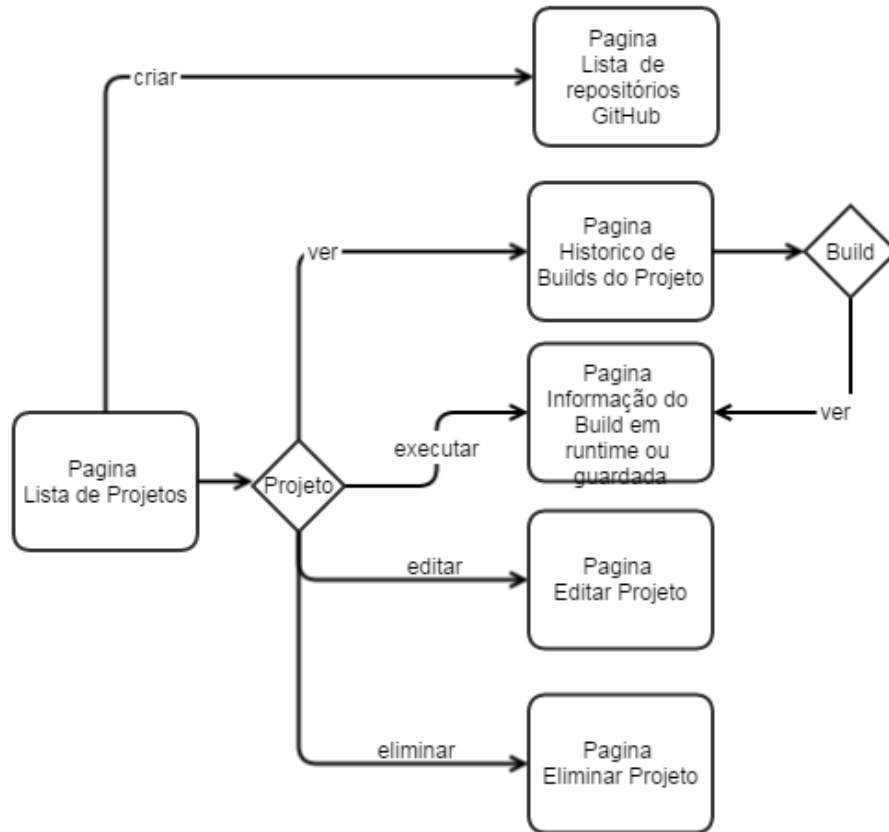 Pagina
Lista de
repositórios
GitHub
criar
Pagina
Historico de
Builds do Projeto
ver
Build
Pagina
Informação do
Build em
runtime ou
guardada
ver
executar
Pagina
Lista de Projetos
Projeto
editar
Pagina
Editar Projeto
eliminar
Pagina
Eliminar Projeto